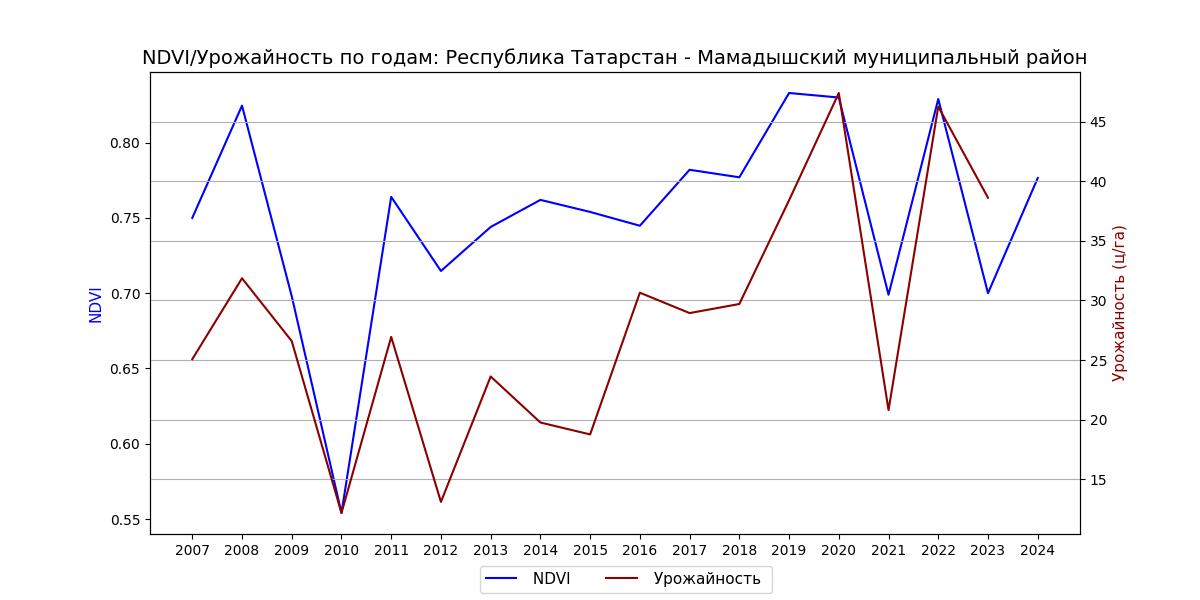 NDVI/Урожайность по годам: Республика Татарстан - Мамадышский муниципальный район
0.80
0.75
0.70
0.65
0.60
0.55
NDVI
45
40
35
30
25
20
15
Урожайность (ц/га)
2007 2008 2009 2010 2011 2012 2013 2014 2015 2016 2017 2018 2019 2020 2021 2022 2023 2024
NDVI Урожайность